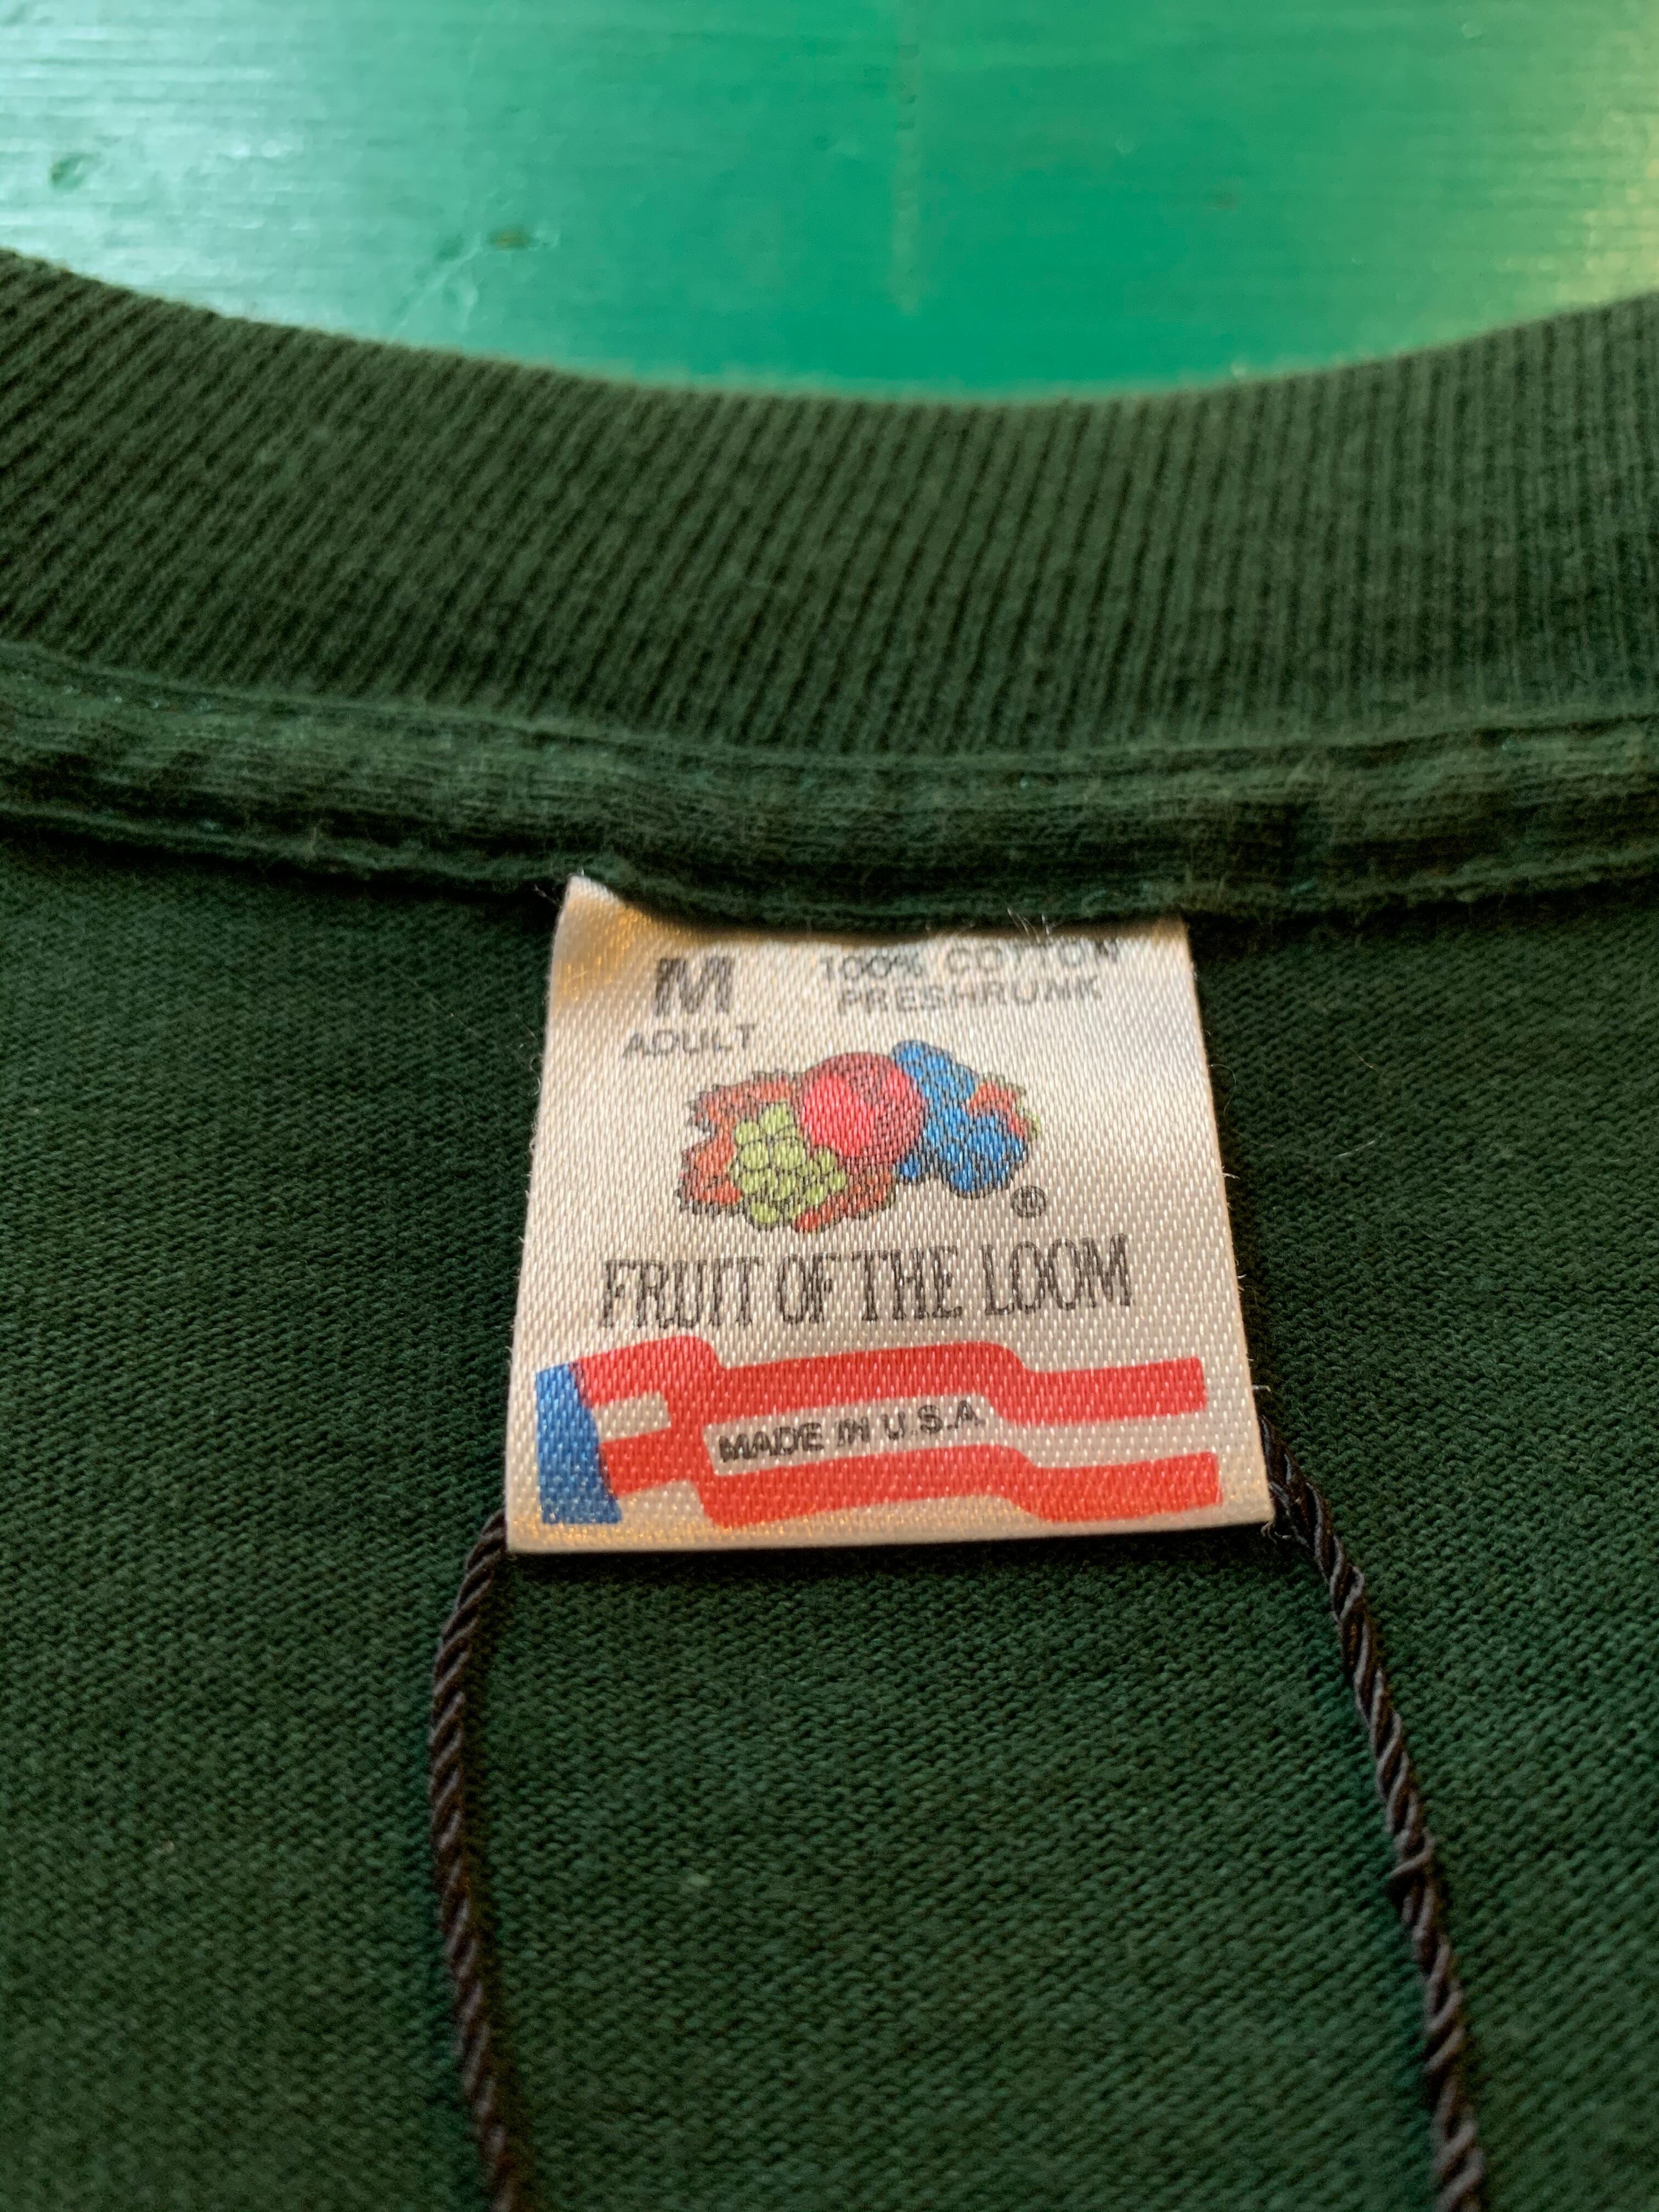 M
ADULT
100% COTTON
PRESHRUNK
®
FRUIT OF THE LOOM
MADE IN U.S.A.